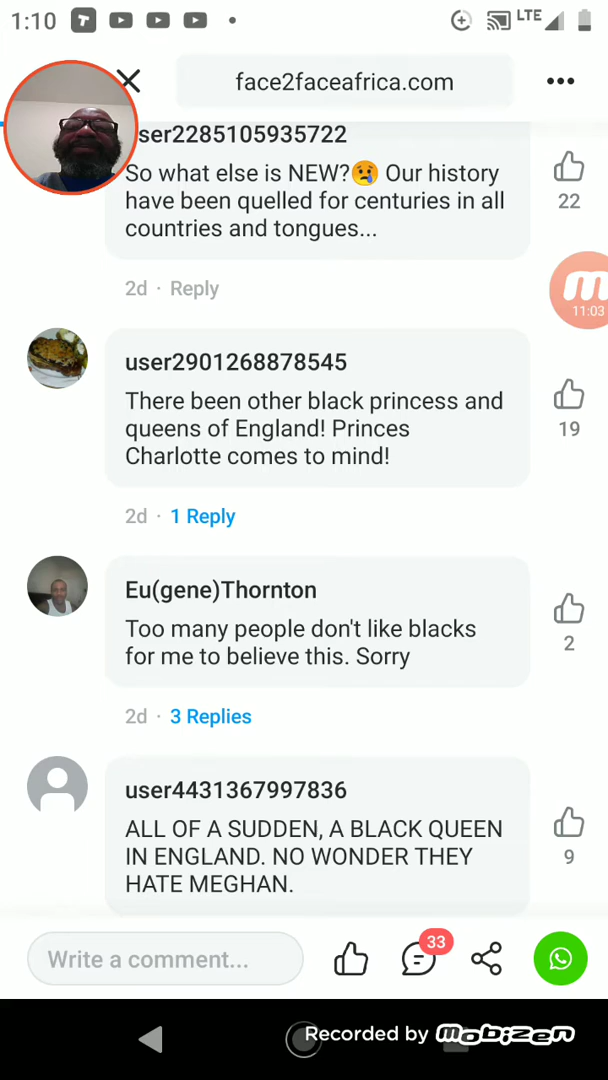 1:10
LTE
face2faceafrica.com
ser2285105935722
So what else is NEW?😢 Our history
have been quelled for centuries in all
countries and tongues...
22
2d · Reply
11:03
user2901268878545
There been other black princess and
queens of England! Princes
Charlotte comes to mind!
19
2d · 1 Reply
Eu(gene)Thornton
Too many people don't like blacks
for me to believe this. Sorry
2
2d · 3 Replies
user4431367997836
ALL OF A SUDDEN, A BLACK QUEEN
IN ENGLAND. NO WONDER THEY
HATE MEGHAN.
9
Write a comment...
33
Recorded by mobizen